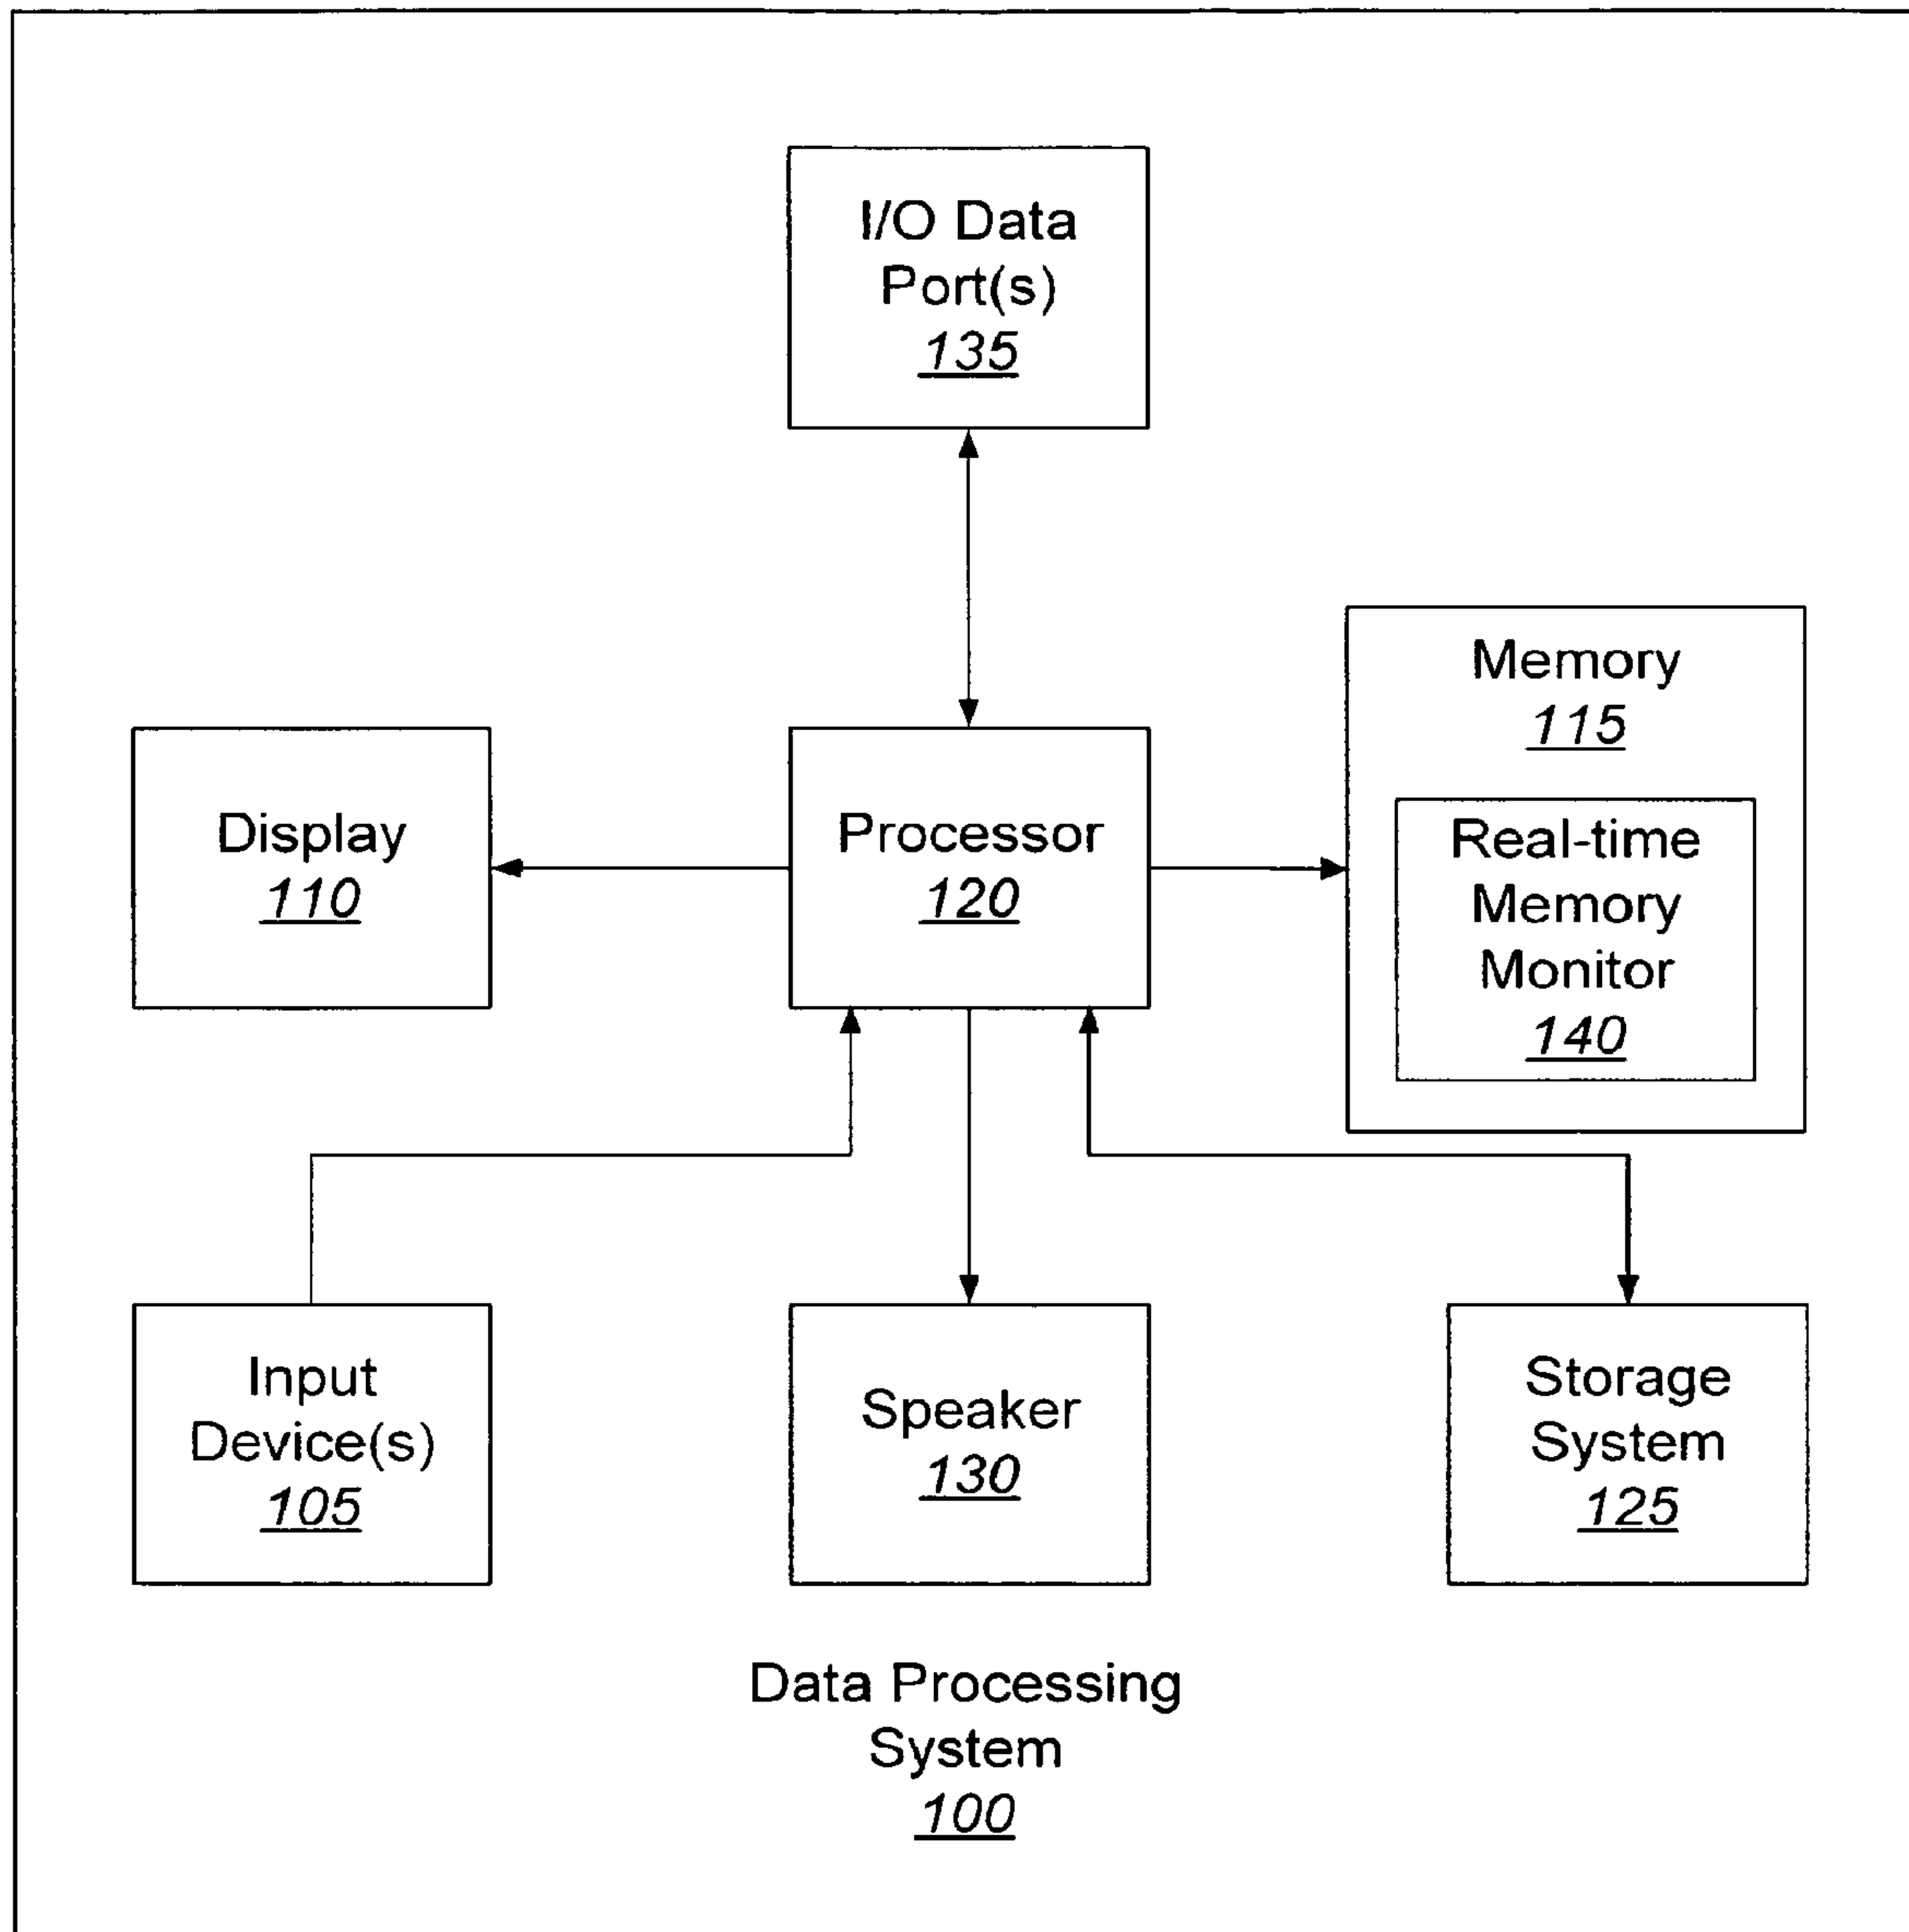 I/O Data
Port(s)
135
Memory
115
Display
110
Processor
120
Real-time
Memory
Monitor
140
Input
Device(s)
105
Speaker
130
Storage
System
125
Data Processing
System
100